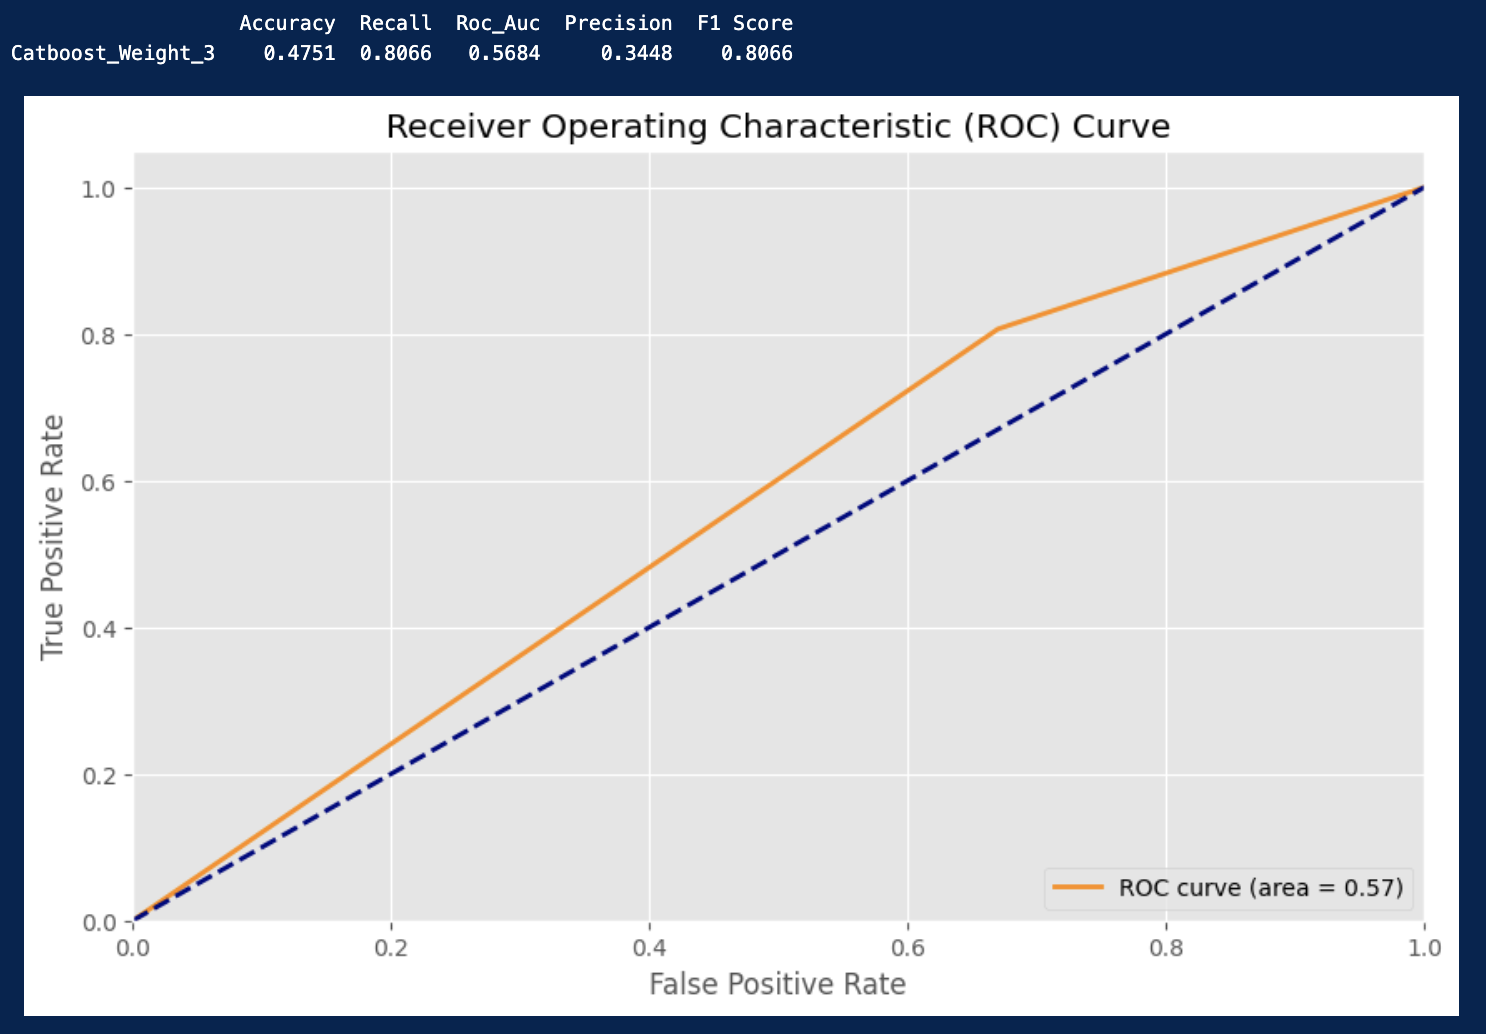 Accuracy Recall Roc_Auc Precision F1 Score
Catboost_Weight_3 0.4751 0.8066 0.5684 0.3448 0.8066
Receiver Operating Characteristic (ROC) Curve
1.0
0.8
0.6
0.4
0.2
0.0
True Positive Rate
ROC curve (area = 0.57)
0.0 0.2 0.4 0.6 0.8 1.0
False Positive Rate